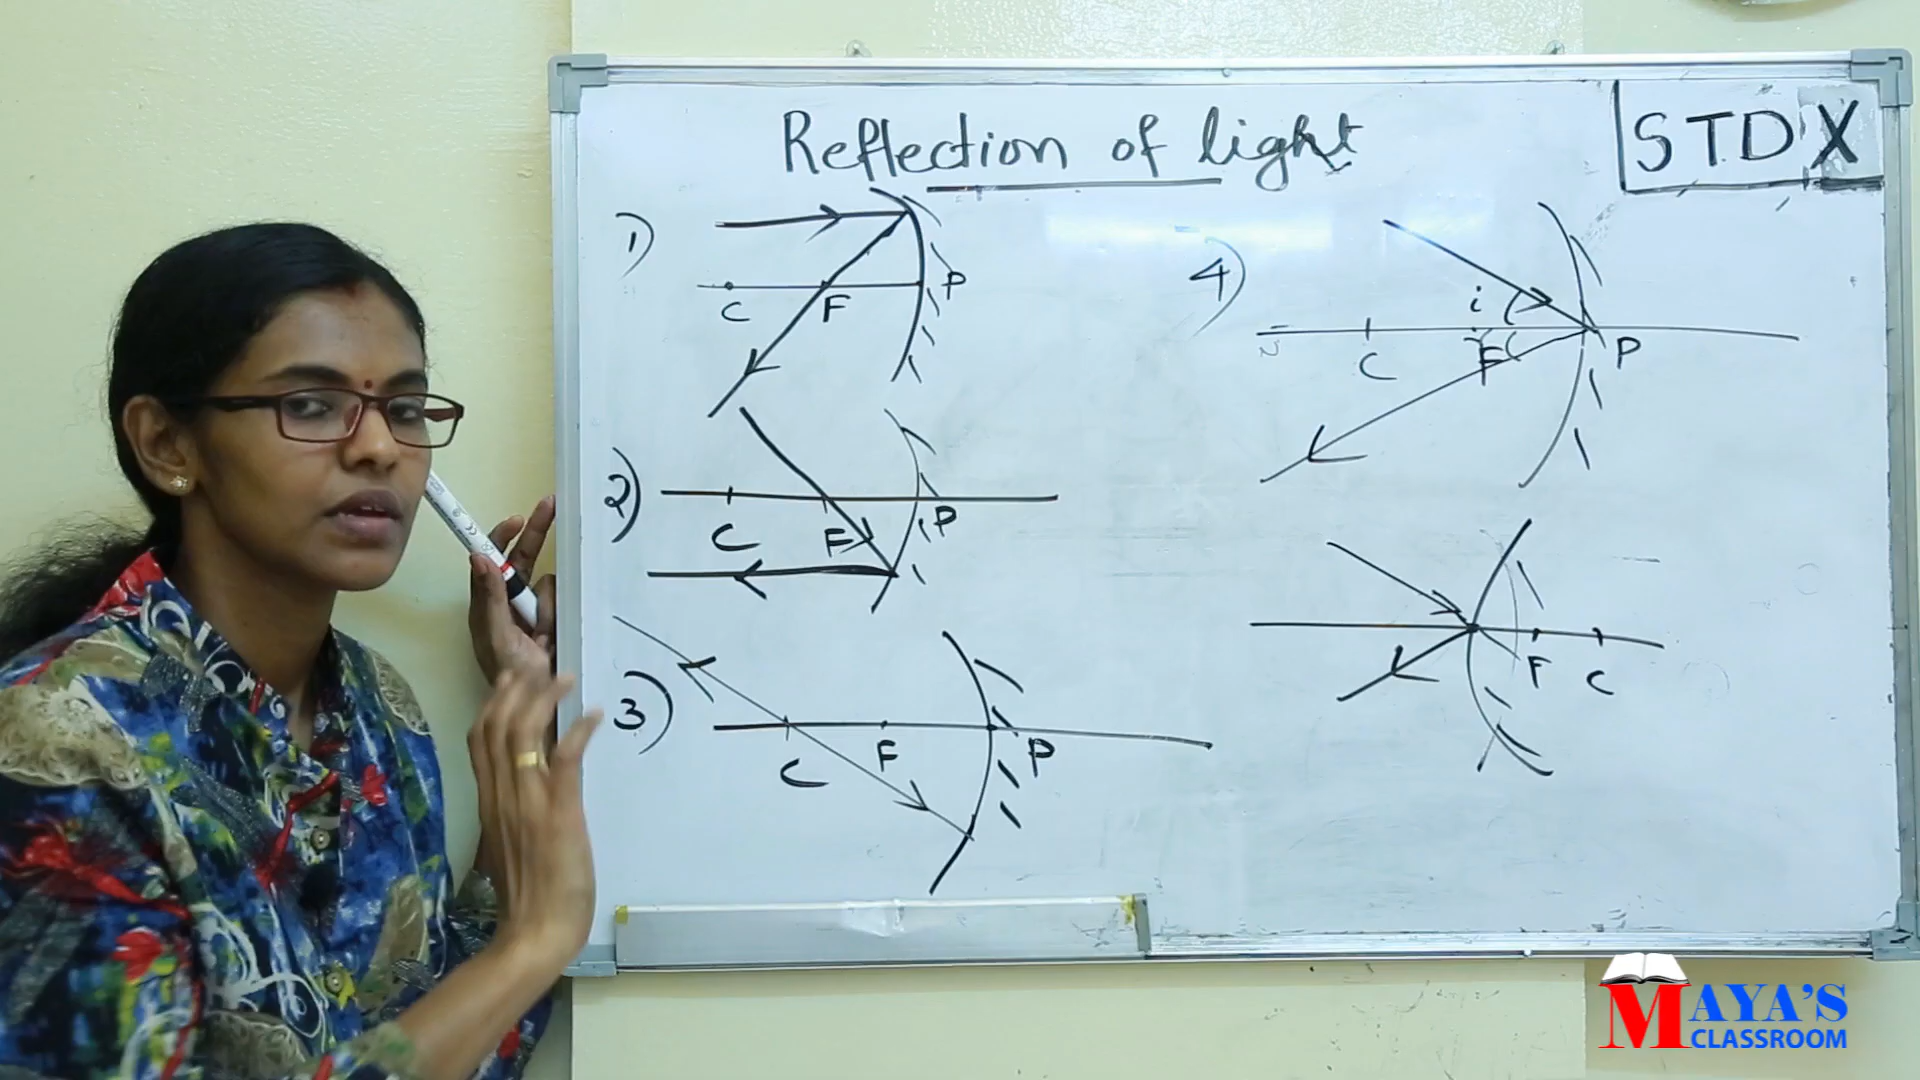 Reflection of light
STD X
1)
C F P
2)
C F P
3)
C F P
4)
i
C F P
F C
MAYA'S
CLASSROOM